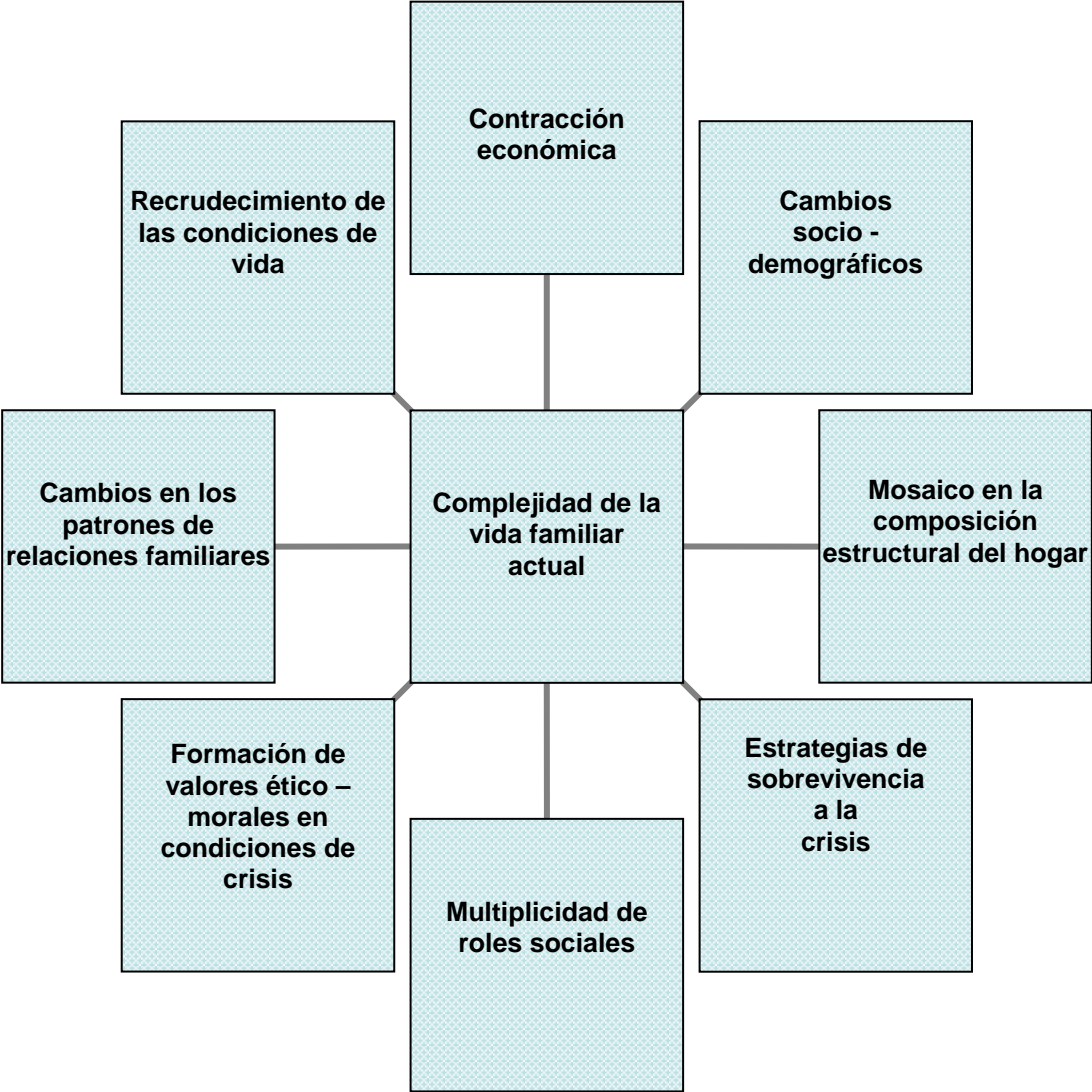 Contracción
económica
Recrudecimiento de
las condiciones de
vida
Cambios
socio -
demográficos
Cambios en los
patrones de
relaciones familiares
Complejidad de la
vida familiar
actual
Mosaico en la
composición
estructural del hogar
Formación de
valores ético –
morales en
condiciones de
crisis
Estrategias de
sobrevivencia
a la
crisis
Multiplicidad de
roles sociales